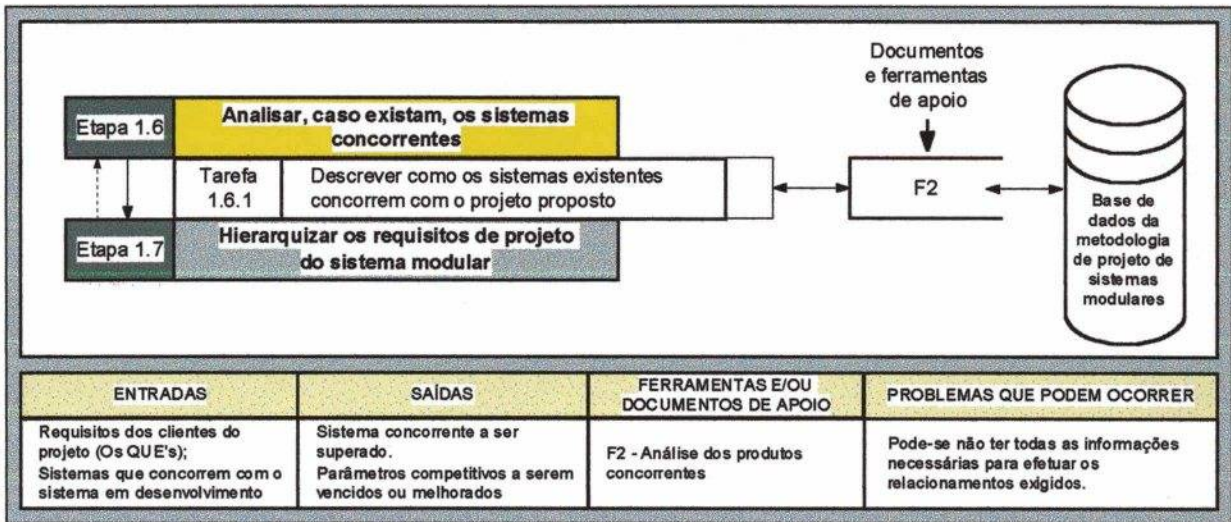 Documentos
e ferramentas
de apoio
Etapa 1.6
Analisar, caso existam, os sistemas
concorrentes
Tarefa
1.6.1
Descrever como os sistemas existentes
concorrem com o projeto proposto
F2
Etapa 1.7
Hierarquizar os requisitos de projeto
do sistema modular
Base de
dados da
metodologia
de projeto de
sistemas
modulares
ENTRADAS
SAÍDAS
FERRAMENTAS E/OU
DOCUMENTOS DE APOIO
PROBLEMAS QUE PODEM OCORRER
Requisitos dos clientes do
projeto (Os QUE's);
Sistemas que concorrem com o
sistema em desenvolvimento
Sistema concorrente a ser
superado.
Parâmetros competitivos a serem
vencidos ou melhorados
F2 - Análise dos produtos
concorrentes
Pode-se não ter todas as informações
necessárias para efetuar os
relacionamentos exigidos.